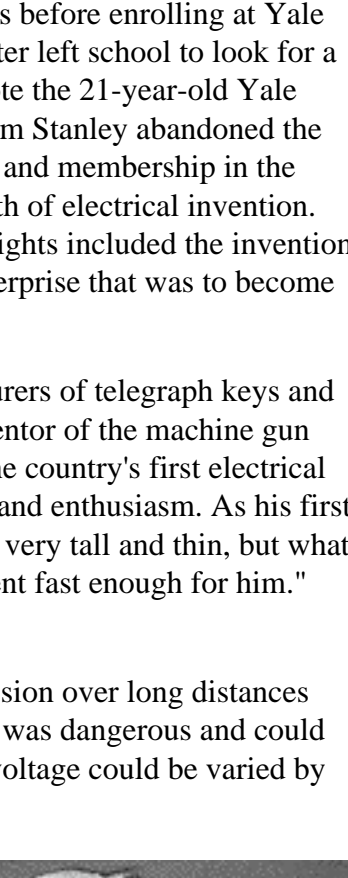 s before enrolling at Yale
ter left school to look for a
te the 21-year-old Yale
m Stanley abandoned the
and membership in the
th of electrical invention.
ights included the invention
erprise that was to become
urers of telegraph keys and
entor of the machine gun
e country's first electrical
and enthusiasm. As his first
very tall and thin, but what
nt fast enough for him."
sion over long distances
was dangerous and could
voltage could be varied by